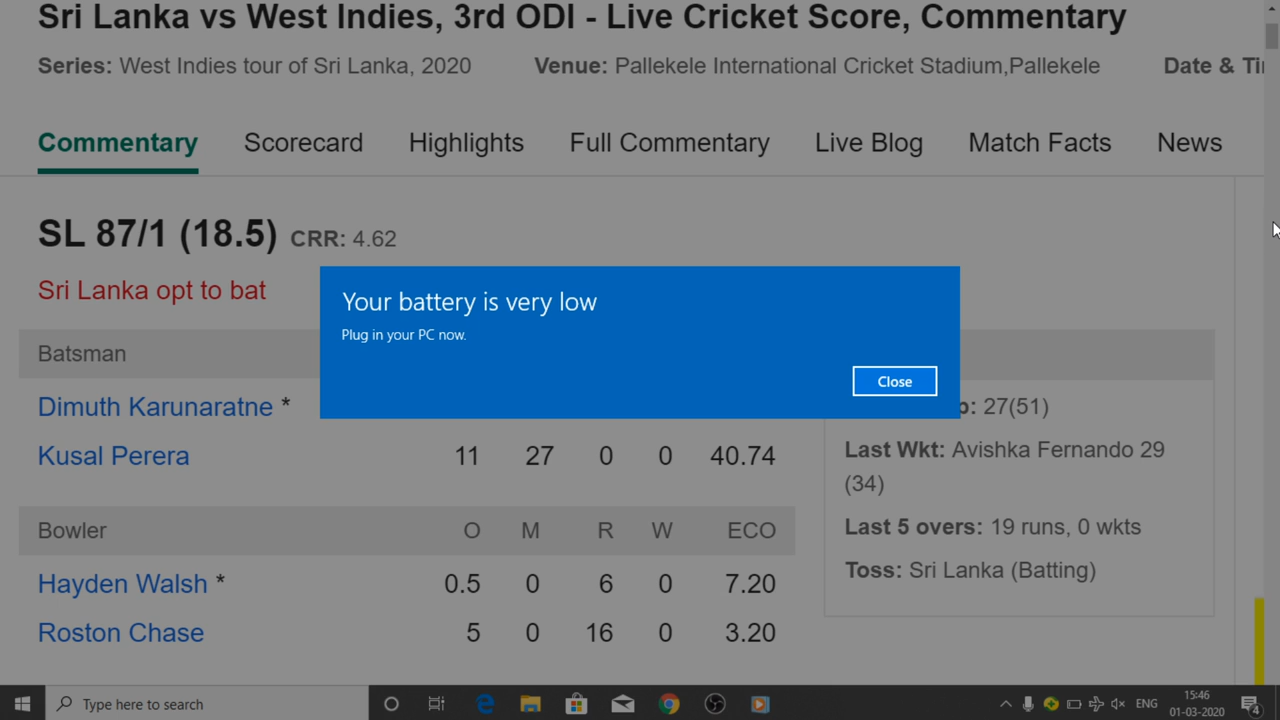 Sri Lanka vs West Indies, 3rd ODI - Live Cricket Score, Commentary
Series: West Indies tour of Sri Lanka, 2020 Venue: Pallekele International Cricket Stadium,Pallekele Date &
Commentary Scorecard Highlights Full Commentary Live Blog Match Facts News
SL 87/1 (18.5) CRR: 4.62
Sri Lanka opt to bat
Your battery is very low
Plug in your PC now.
Close
Batsman
Dimuth Karunaratne * 27(51)
Kusal Perera 11 27 0 0 40.74
Last Wkt: Avishka Fernando 29
(34)
Bowler O M R W ECO
Last 5 overs: 19 runs, 0 wkts
Hayden Walsh * 0.5 0 6 0 7.20
Toss: Sri Lanka (Batting)
Roston Chase 5 0 16 0 3.20
Type here to search
ENG
15:46
01-03-2020
4